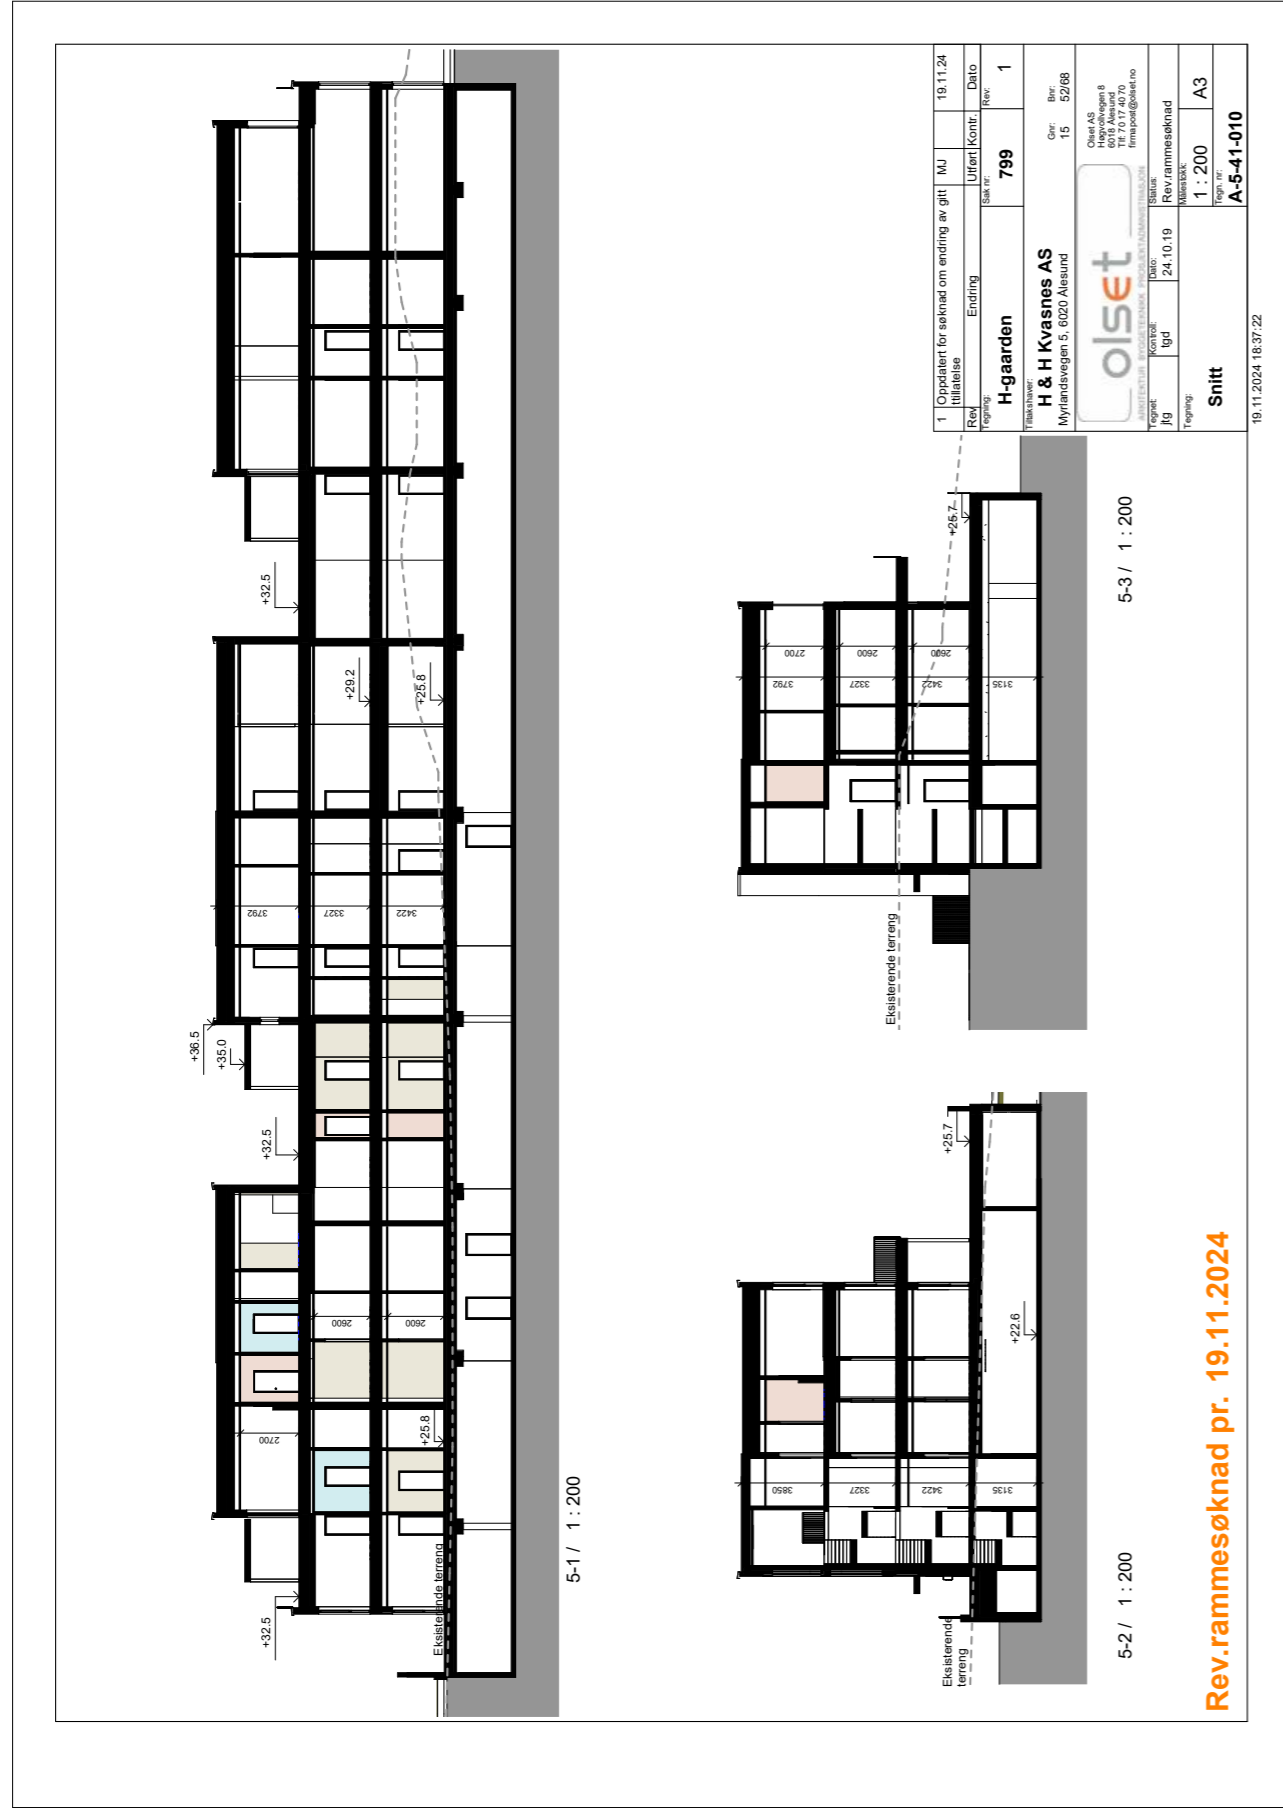 +32.5
+32.5
+36.5
+35.0
+32.5
+29.2
+25.8
+25.8
2700
2600
2600
3792
3327
3422
Eksisterende terreng
5-1 / 1 : 200
Eksisterende
terreng
3850
3327
3422
3135
+22.6
+25.7
5-2 / 1 : 200
Eksisterende terreng
3792
3327
3422
3135
2700
2600
2600
+25.7
5-3 / 1 : 200
1 Oppdatert for søknad om endring av gitt ttillatelse MJ 19.11.24
Rev Endring Utført Kontr. Dato
Tegning: Sak nr: Rev:
H-gaarden 799 1
Tiltakshaver: Gnr: Bnr:
H & H Kvasnes AS 15 52/68
Myrlandsvegen 5, 6020 Ålesund
olset
ARKITEKTUR BYGGETEKNIKK PROSJEKTADMINISTRASJON
Olset AS
Høgvollvegen 8
6018 Ålesund
Tlf: 70 17 40 70
firmapost@olset.no
Tegnet: Kontroll: Dato: Status:
jtg tgd 24.10.19 Rev.rammesøknad
Tegning: Målestokk:
Snitt 1 : 200 A3
Tegn. nr:
A-5-41-010
19.11.2024 18:37:22
Rev.rammesøknad pr. 19.11.2024